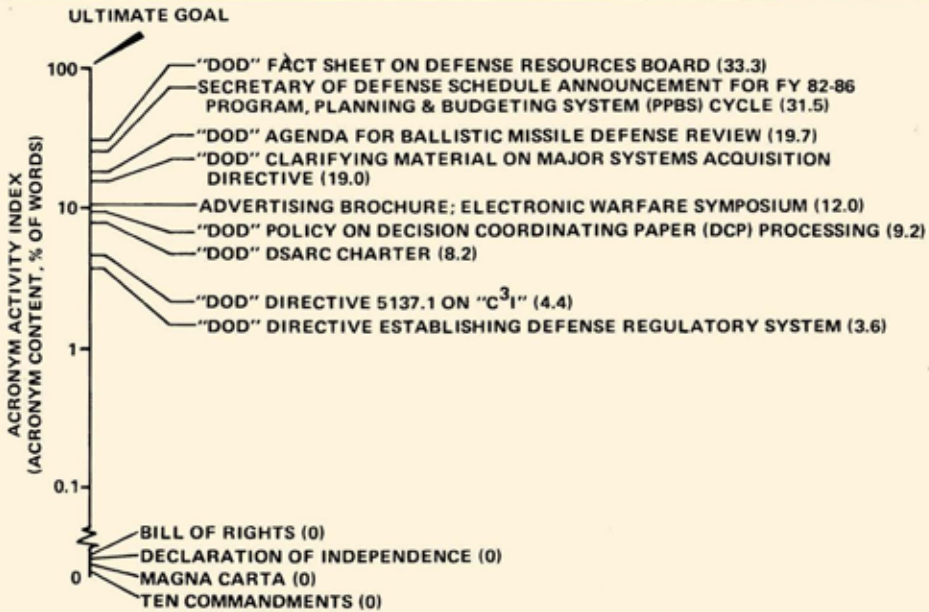 ULTIMATE GOAL
100
10
1
0.1
0
ACRONYM ACTIVITY INDEX
(ACRONYM CONTENT, % OF WORDS)
"DOD" FACT SHEET ON DEFENSE RESOURCES BOARD (33.3)
SECRETARY OF DEFENSE SCHEDULE ANNOUNCEMENT FOR FY 82-86
PROGRAM, PLANNING & BUDGETING SYSTEM (PPBS) CYCLE (31.5)
"DOD" AGENDA FOR BALLISTIC MISSILE DEFENSE REVIEW (19.7)
"DOD" CLARIFYING MATERIAL ON MAJOR SYSTEMS ACQUISITION
DIRECTIVE (19.0)
ADVERTISING BROCHURE; ELECTRONIC WARFARE SYMPOSIUM (12.0)
"DOD" POLICY ON DECISION COORDINATING PAPER (DCP) PROCESSING (9.2)
"DOD" DSARC CHARTER (8.2)
"DOD" DIRECTIVE 5137.1 ON "C³I" (4.4)
"DOD" DIRECTIVE ESTABLISHING DEFENSE REGULATORY SYSTEM (3.6)
BILL OF RIGHTS (0)
DECLARATION OF INDEPENDENCE (0)
MAGNA CARTA (0)
TEN COMMANDMENTS (0)